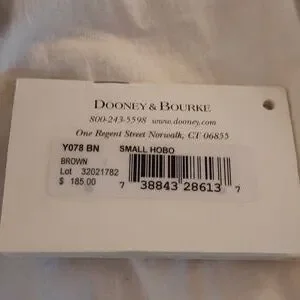 DOONEY & BOURKE
800-243-5598 www.dooney.com
One Regent Street Norwalk, CT 06855
Y078 BN SMALL HOBO
BROWN
Lot 32021782
$ 185.00
7 38843 28613 7